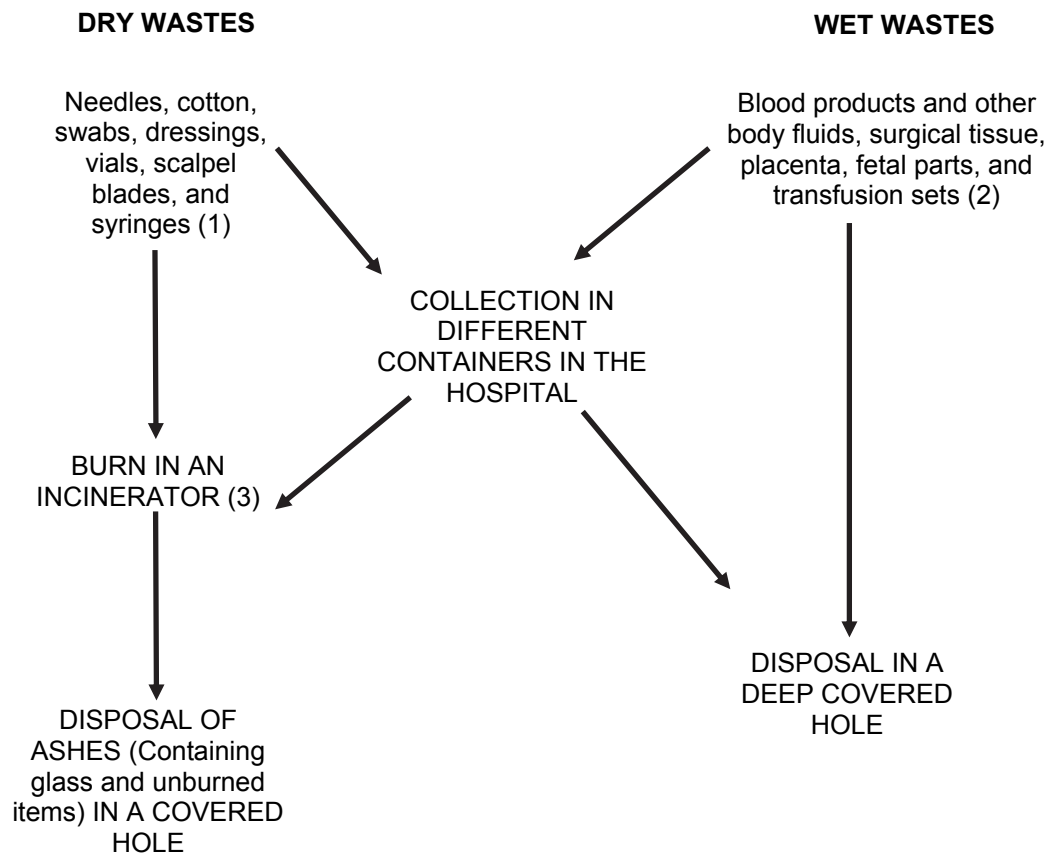 DRY WASTES
WET WASTES
Needles, cotton,
swabs, dressings,
vials, scalpel
blades, and
syringes (1)
Blood products and other
body fluids, surgical tissue,
placenta, fetal parts, and
transfusion sets (2)
COLLECTION IN
DIFFERENT
CONTAINERS IN THE
HOSPITAL
BURN IN AN
INCINERATOR (3)
DISPOSAL IN A
DEEP COVERED
HOLE
DISPOSAL OF
ASHES (Containing
glass and unburned
items) IN A COVERED
HOLE